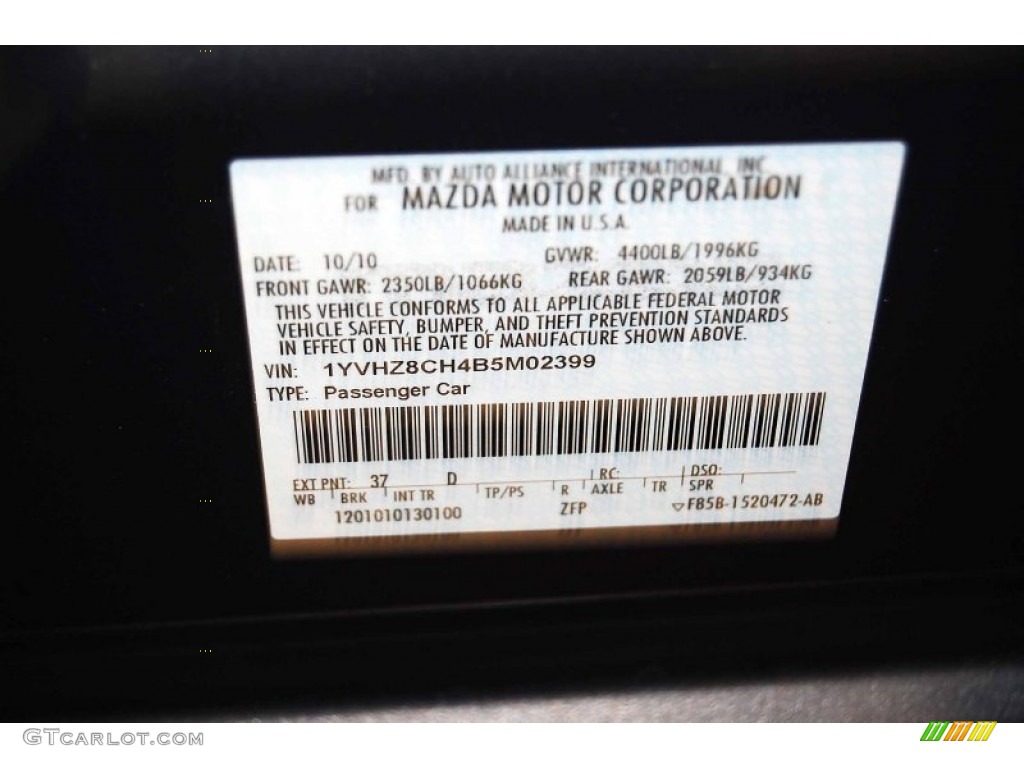 MFD. BY AUTO ALLIANCE INTERNATIONAL, INC.
FOR MAZDA MOTOR CORPORATION
MADE IN U.S.A.
DATE: 10/10 GVWR: 4400LB/1996KG
FRONT GAWR: 2350LB/1066KG REAR GAWR: 2059LB/934KG
THIS VEHICLE CONFORMS TO ALL APPLICABLE FEDERAL MOTOR
VEHICLE SAFETY, BUMPER, AND THEFT PREVENTION STANDARDS
IN EFFECT ON THE DATE OF MANUFACTURE SHOWN ABOVE.
VIN: 1YVHZ8CH4B5M02399
TYPE: Passenger Car
EXT PNT: 37 D RC: DSO:
WB BRK INT TR TP/PS R AXLE TR SPR
1201010130100 ZFP ▽FB5B-1520472-AB
GTCARLOT.COM